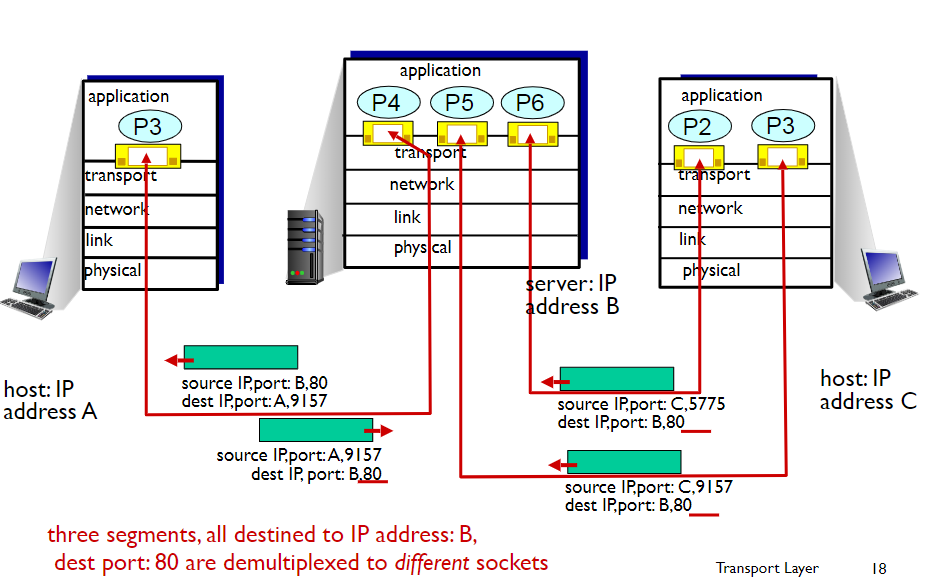 application
P3
transport
network
link
physical
host: IP
address A
application
P4 P5 P6
transport
network
link
physical
server: IP
address B
application
P2 P3
transport
network
link
physical
host: IP
address C
source IP,port: B,80
dest IP,port: A,9157
source IP,port: A,9157
dest IP, port: B,80
source IP,port: C,5775
dest IP,port: B,80
source IP,port: C,9157
dest IP,port: B,80
three segments, all destined to IP address: B,
dest port: 80 are demultiplexed to different sockets
Transport Layer 18